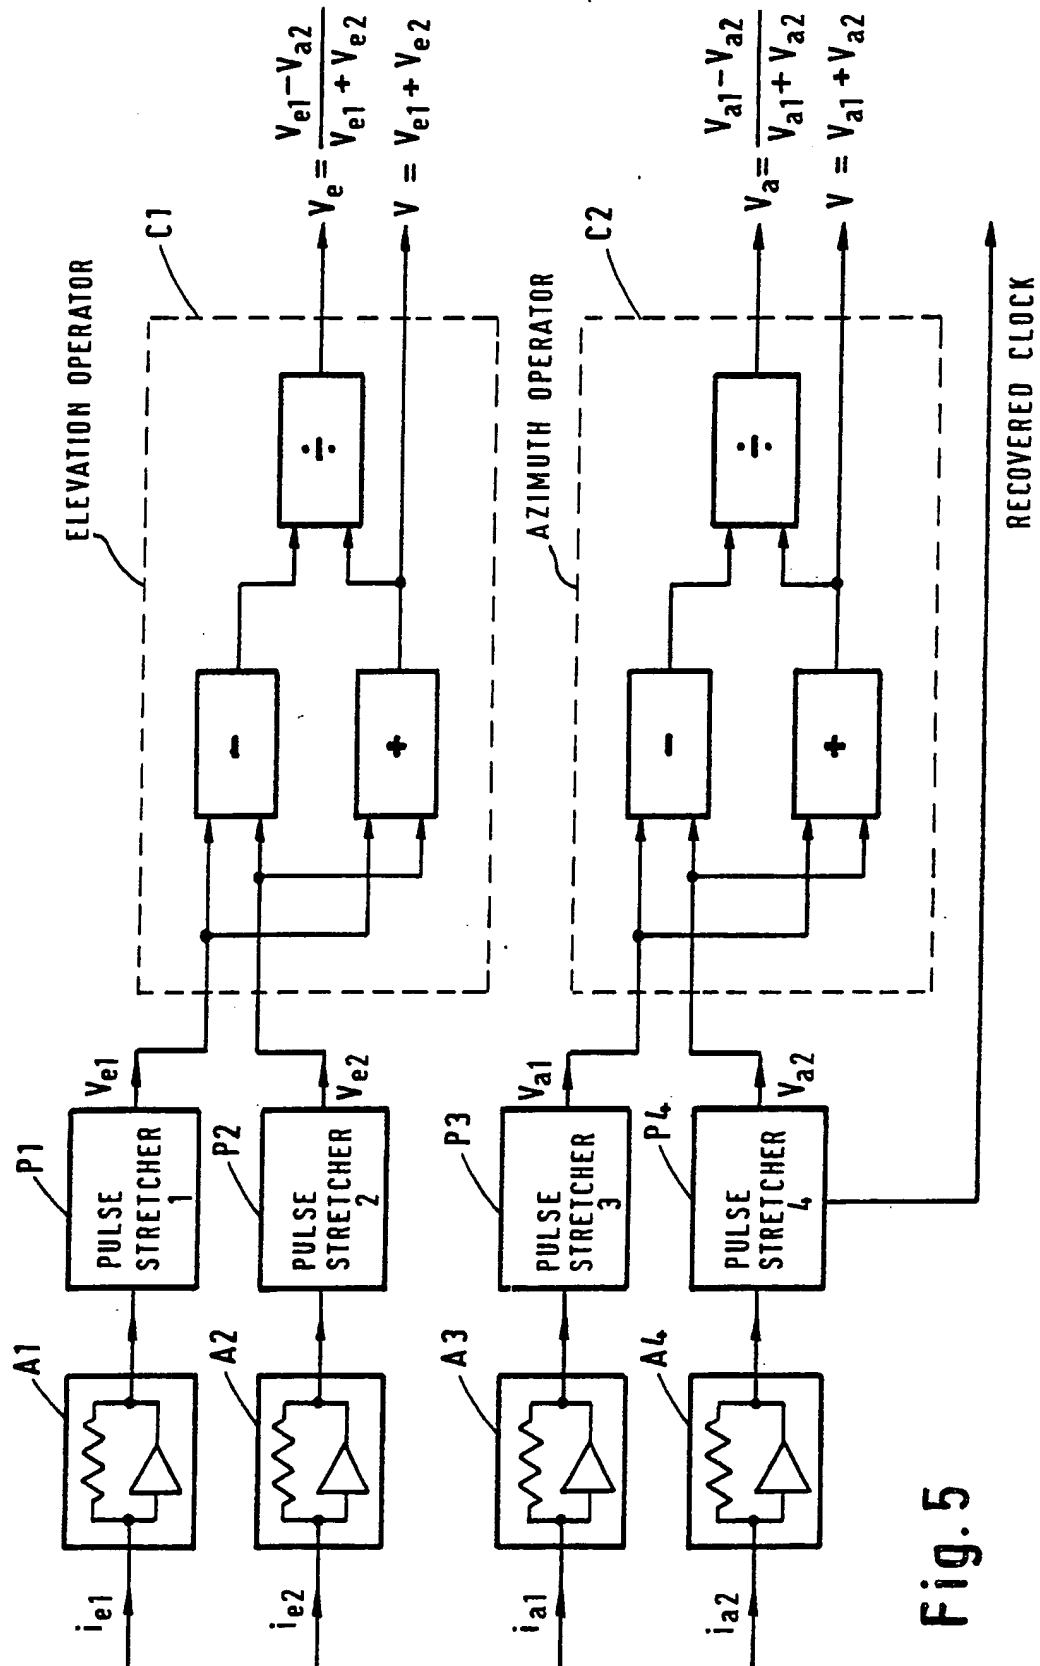 i_e1
A1
P1
PULSE
STRETCHER
1
V_e1
ELEVATION OPERATOR
C1
−
+
÷
V_e = (V_e1 − V_a2) / (V_e1 + V_e2)
V = V_e1 + V_e2
i_e2
A2
P2
PULSE
STRETCHER
2
V_e2
i_a1
A3
P3
PULSE
STRETCHER
3
V_a1
AZIMUTH OPERATOR
C2
−
+
÷
V_a = (V_a1 − V_a2) / (V_a1 + V_a2)
V = V_a1 + V_a2
i_a2
A4
P4
PULSE
STRETCHER
4
V_a2
RECOVERED CLOCK
Fig. 5